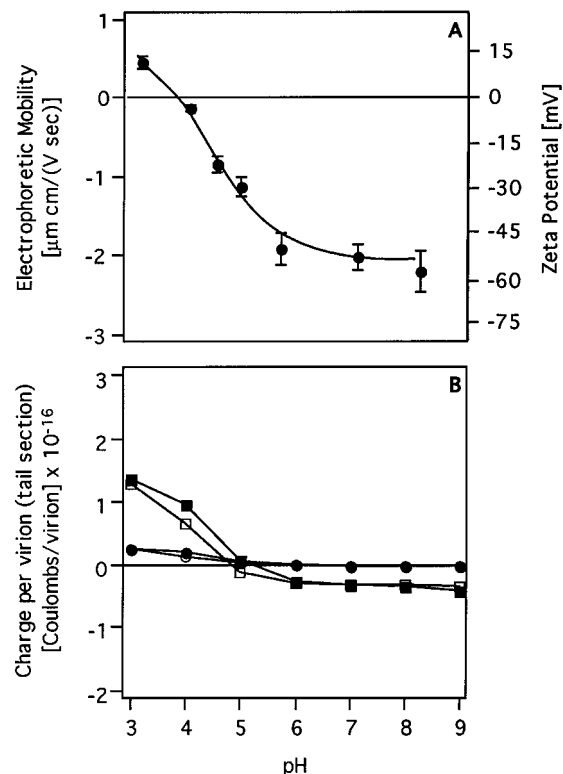 A
Electrophoretic Mobility
[µm cm/(V sec)]
1
0
-1
-2
-3
15
0
-15
-30
-45
-60
-75
Zeta Potential [mV]
B
Charge per virion (tail section)
[Coulombs/virion] x 10-16
3
2
1
0
-1
-2
3 4 5 6 7 8 9
pH